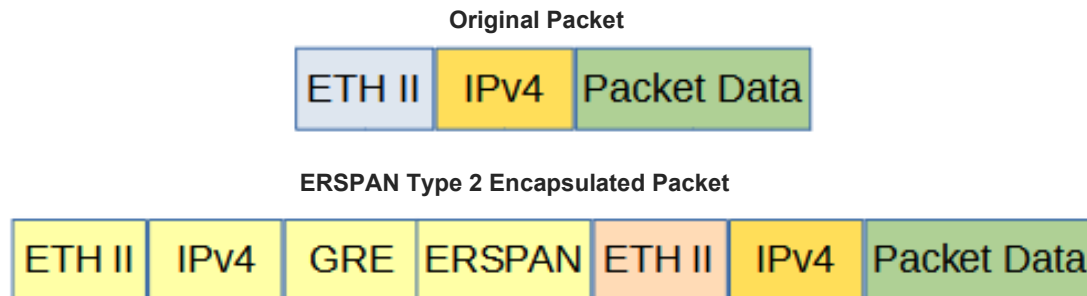 Original Packet
ETH II IPv4 Packet Data
ERSPAN Type 2 Encapsulated Packet
ETH II IPv4 GRE ERSPAN ETH II IPv4 Packet Data